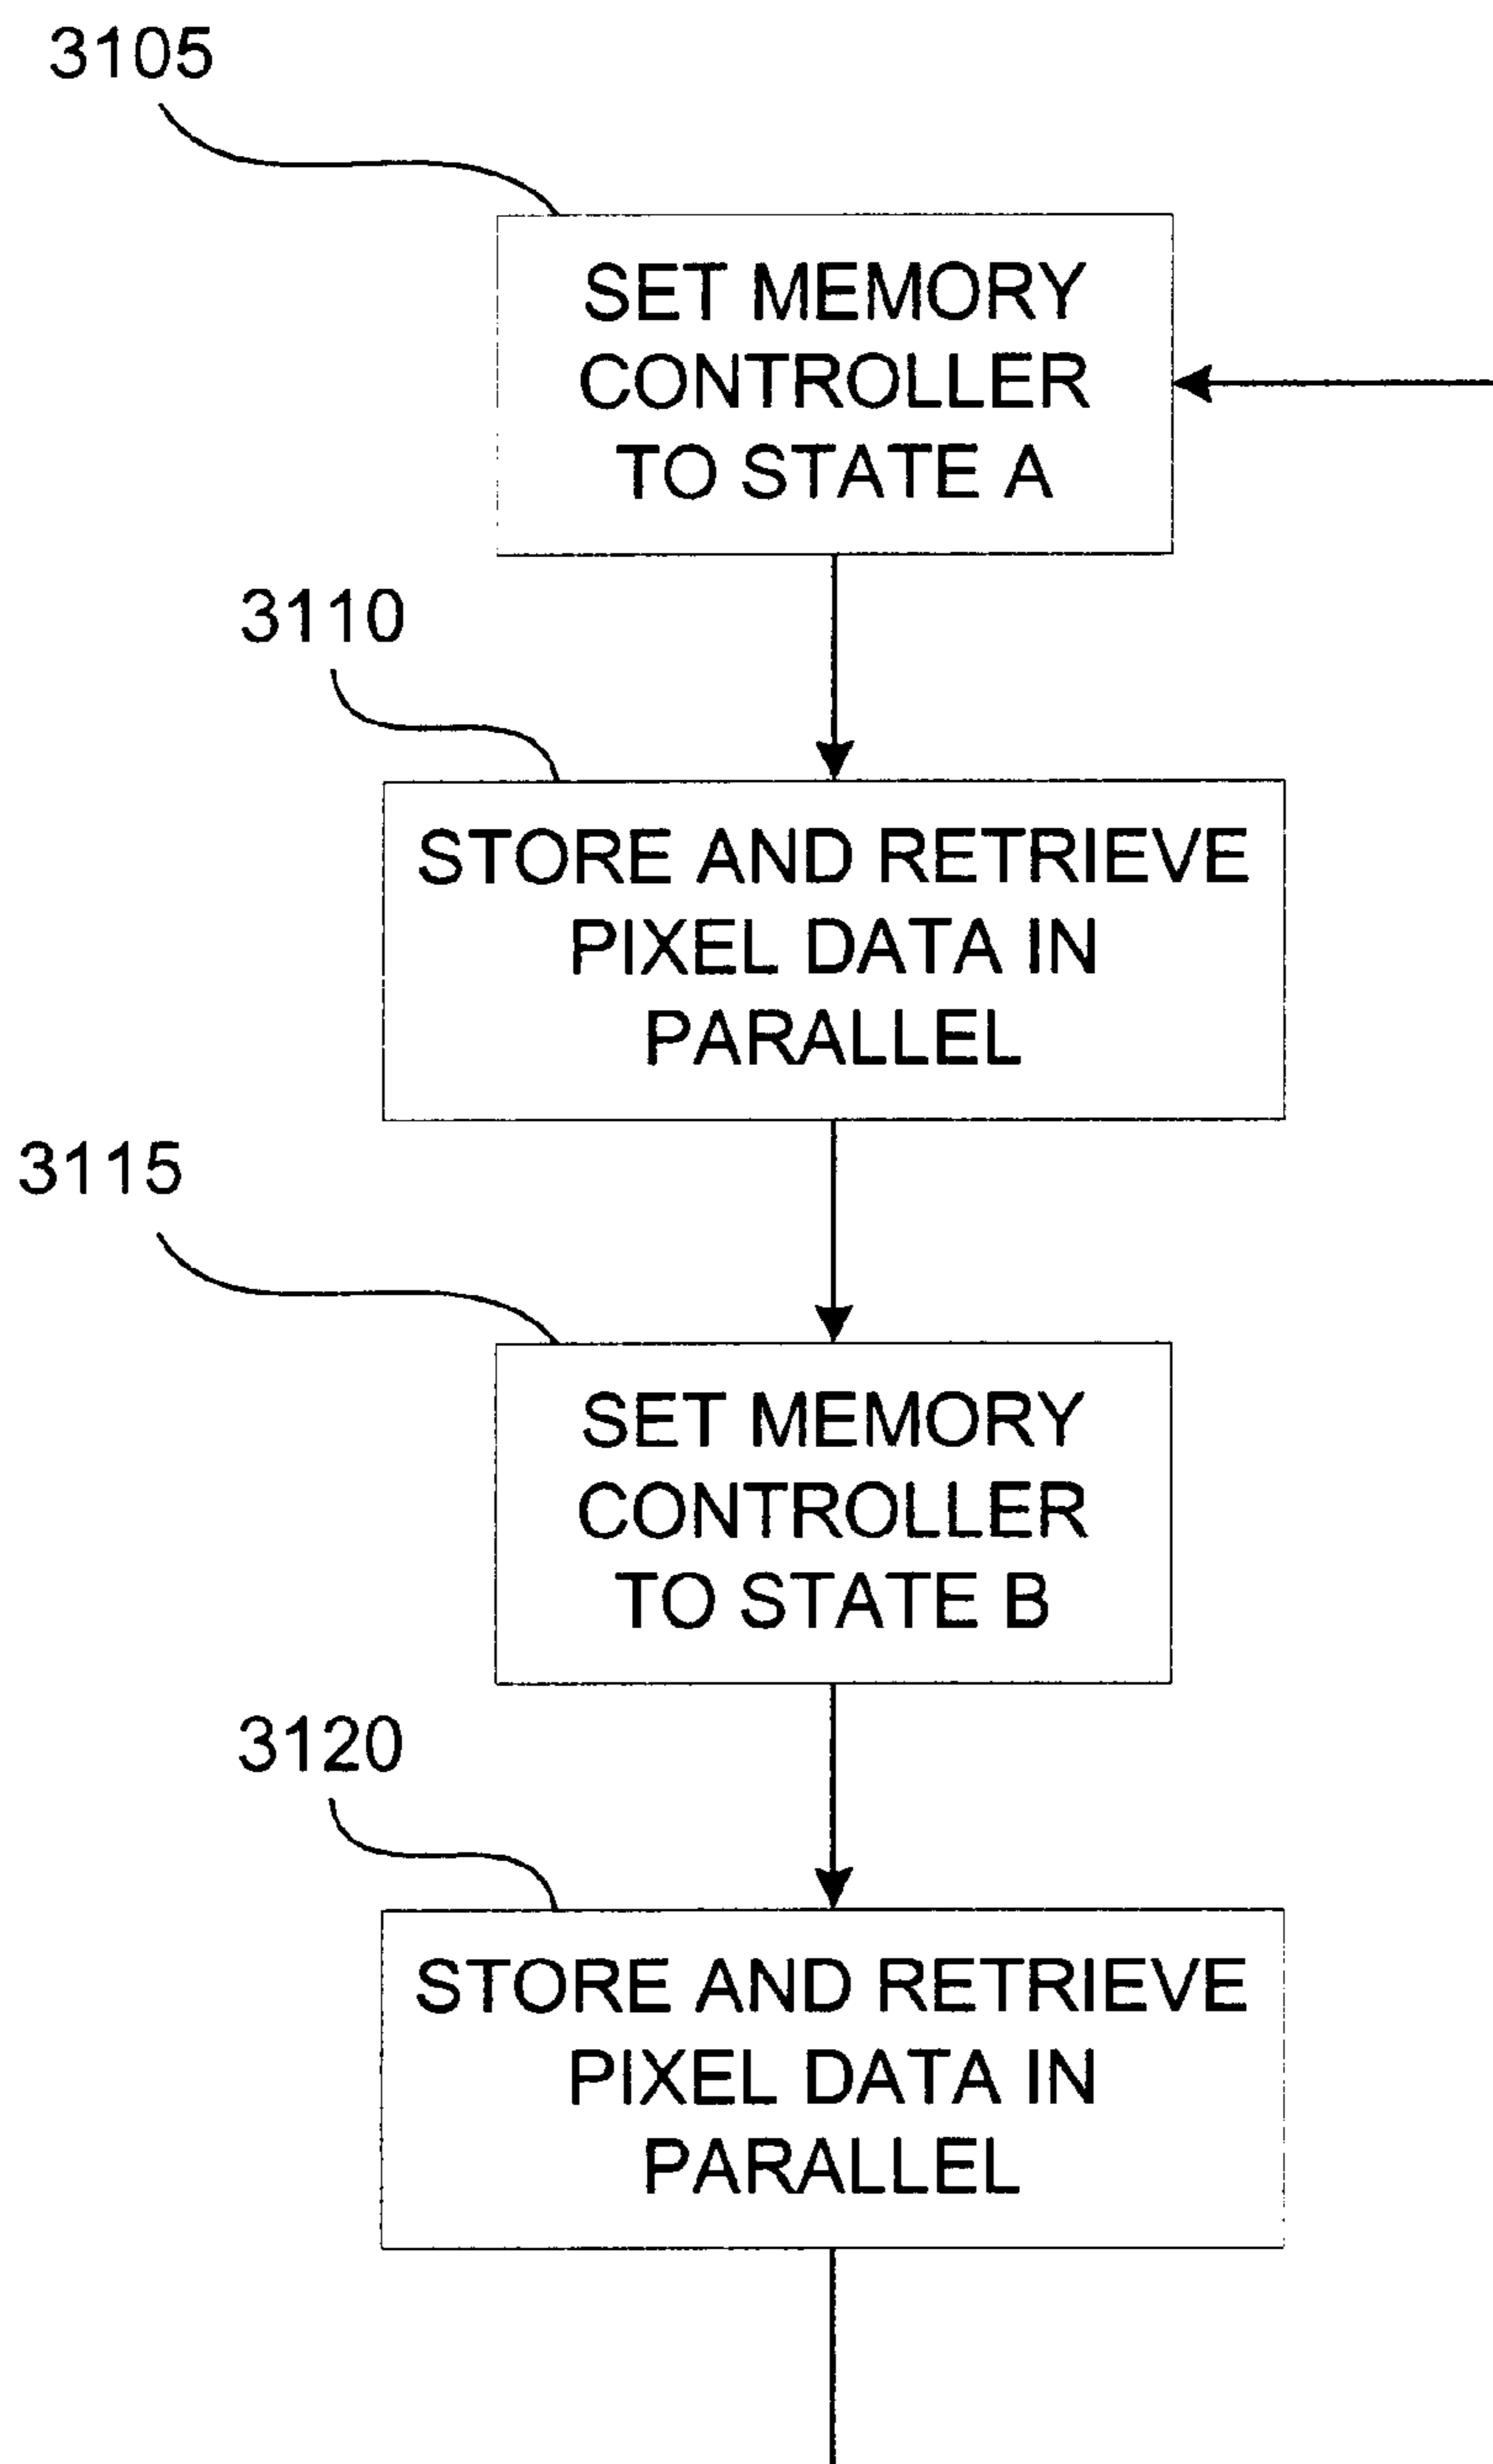 3105
SET MEMORY
CONTROLLER
TO STATE A
3110
STORE AND RETRIEVE
PIXEL DATA IN
PARALLEL
3115
SET MEMORY
CONTROLLER
TO STATE B
3120
STORE AND RETRIEVE
PIXEL DATA IN
PARALLEL